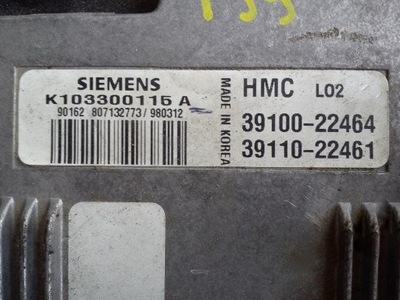 SIEMENS
K103300115 A
90162 807132773/980312
MADE IN KOREA
HMC L02
39100-22464
39110-22461